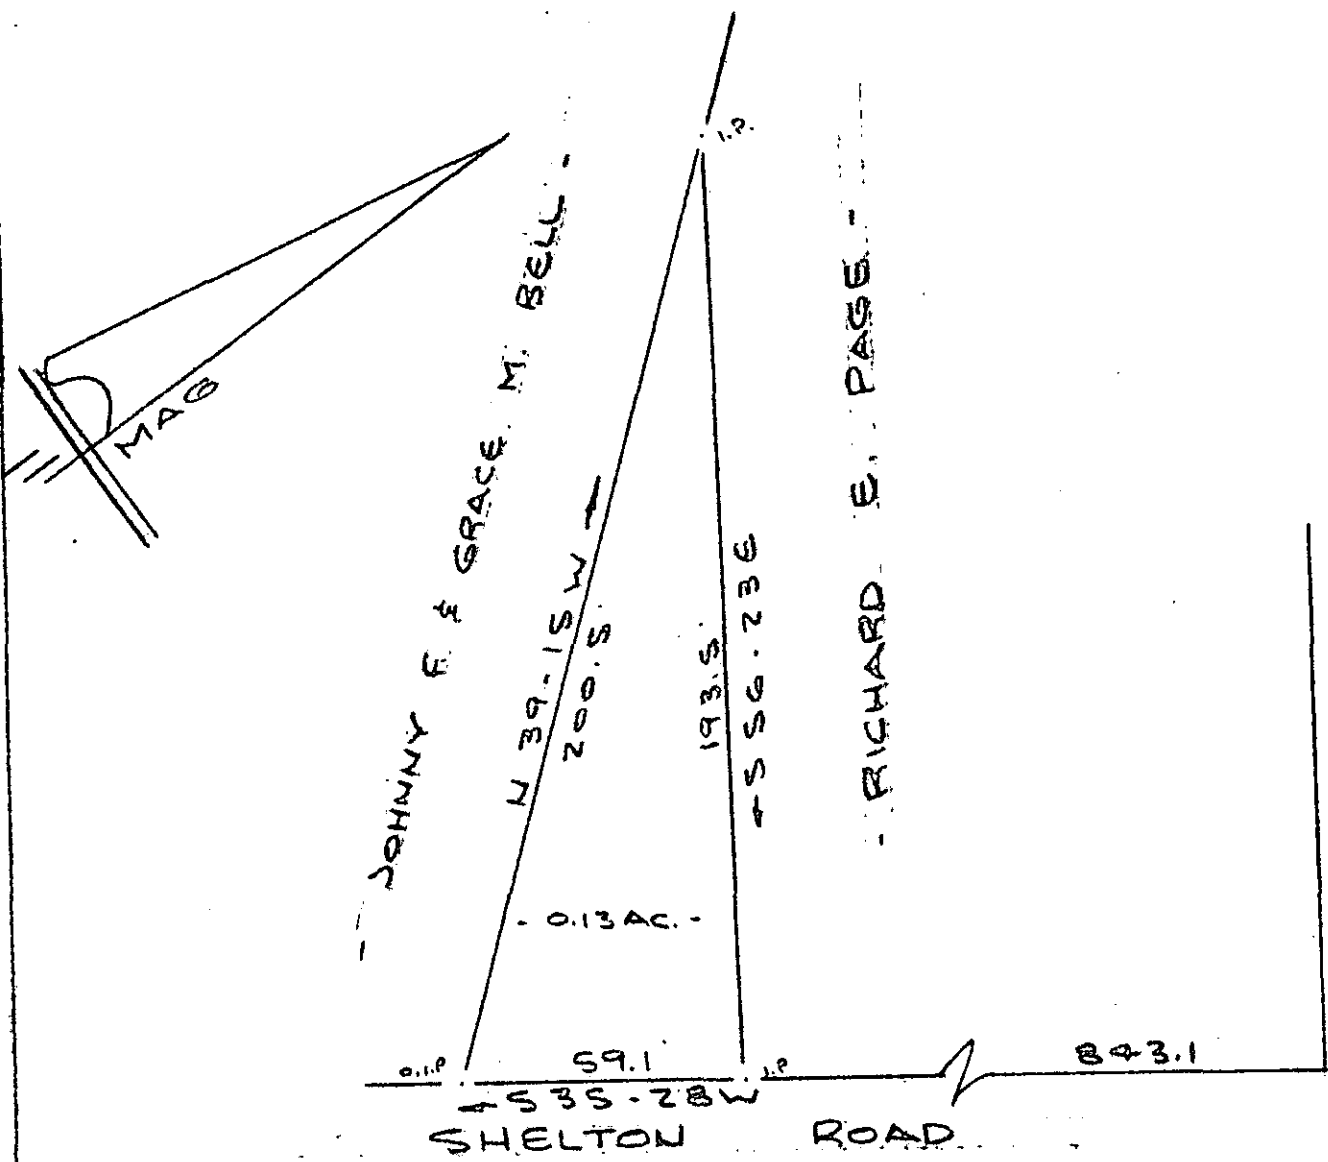 I.P.
MAG
JOHNNY F. & GRACE M. BELL -
N 39-15 W
200.5
193.5
S 56-23 E
- RICHARD E. PAGE -
- 0.13 AC. -
O.I.P
59.1
I.P
843.1
S 35-28 W
SHELTON ROAD